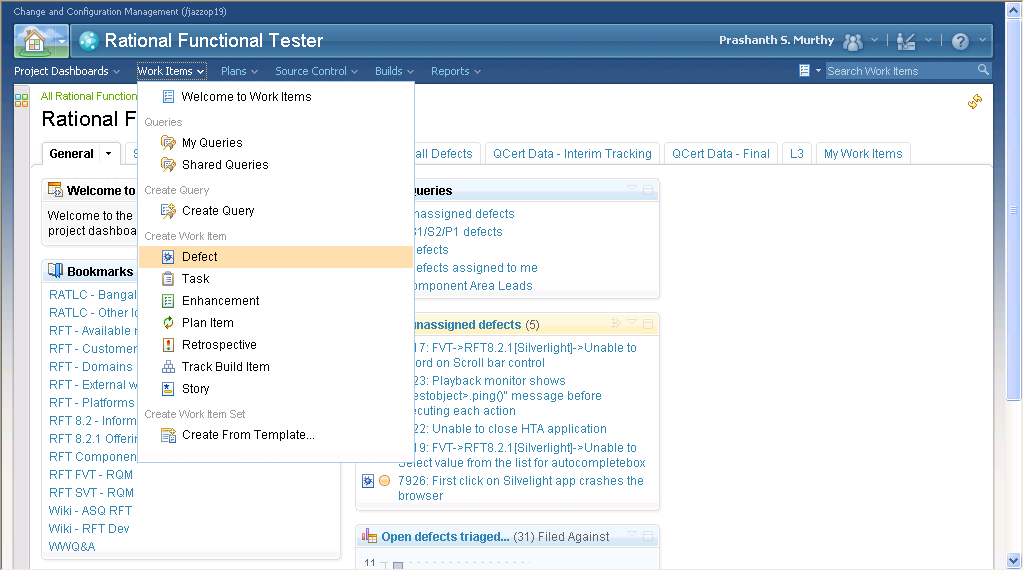 Change and Configuration Management (/jazzop19)
Rational Functional Tester
Prashanth S. Murthy
Project Dashboards
Work Items
Plans
Source Control
Builds
Reports
Search Work Items
All Rational Function
Rational F
Welcome to Work Items
Queries
My Queries
Shared Queries
Create Query
Create Query
Create Work Item
Defect
Task
Enhancement
Plan Item
Retrospective
Track Build Item
Story
Create Work Item Set
Create From Template...
General
all Defects
QCert Data - Interim Tracking
QCert Data - Final
L3
My Work Items
Welcome to
Welcome to the
project dashboa
Bookmarks
RATLC - Bangal
RATLC - Other lo
RFT - Available
RFT - Customer
RFT - Domains
RFT - External w
RFT - Platforms
RFT 8.2 - Inform
RFT 8.2.1 Offerin
RFT Componen
RFT FVT - RQM
RFT SVT - RQM
Wiki - ASQ RFT
Wiki - RFT Dev
WWQ&A
ueries
nassigned defects
S1/S2/P1 defects
efects
efects assigned to me
omponent Area Leads
unassigned defects (5)
17: FVT->RFT8.2.1[Silverlight]->Unable to
ord on Scroll bar control
23: Playback monitor shows
estobject>.ping()" message before
ecuting each action
22: Unable to close HTA application
19: FVT->RFT8.2.1[Silverlight]->Unable to
Select value from the list for autocompletebox
7926: First click on Silvelight app crashes the
browser
Open defects triaged... (31) Filed Against
11